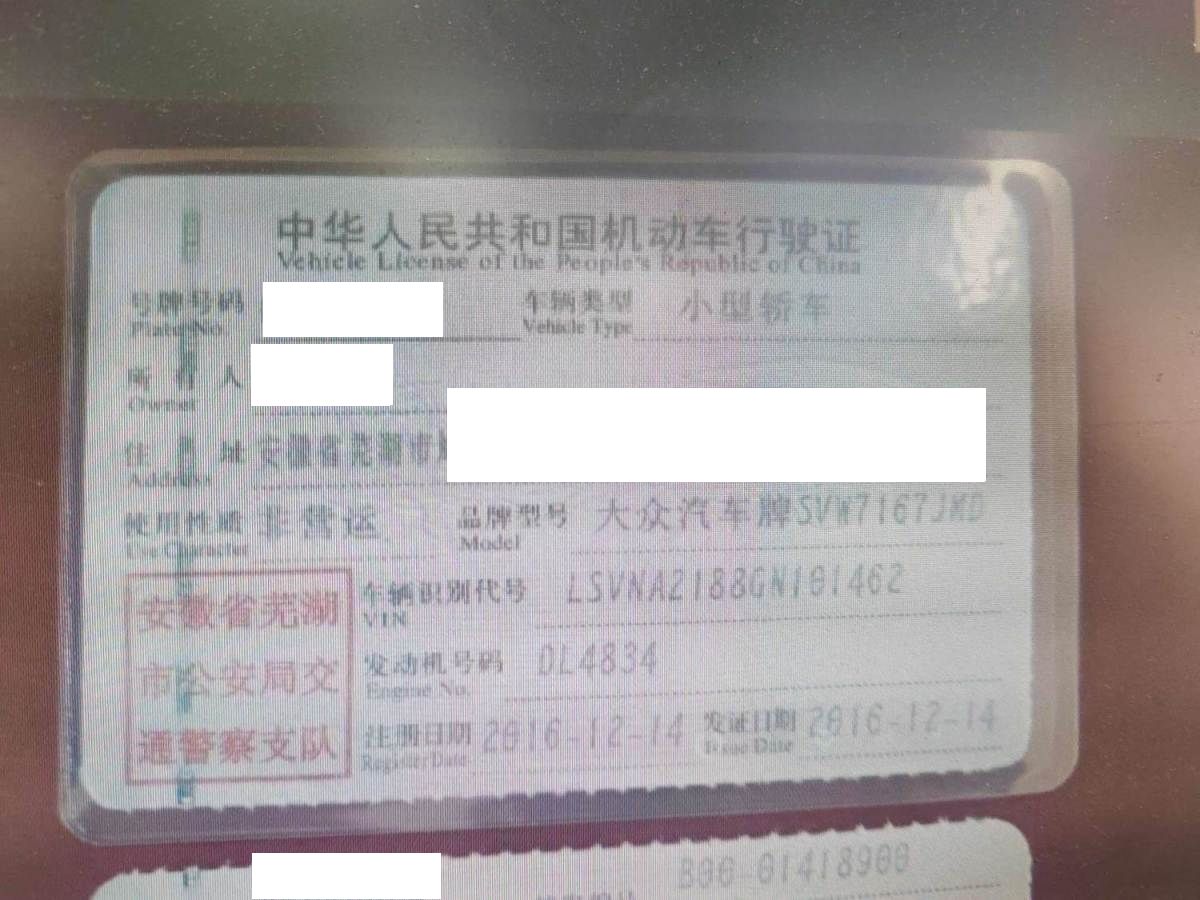 中华人民共和国机动车行驶证
Vehicle License of the People's Republic of China
号牌号码 车辆类型 小型轿车
Plate No. Vehicle Type
所有人
Owner
住址 安徽省芜湖市
Address
使用性质 非营运 品牌型号 大众汽车牌SVW7167JMD
Use Character Model
安徽省芜湖
市公安局交
通警察支队
车辆识别代号 LSVNA2188GN101462
VIN
发动机号码 DL4834
Engine No.
注册日期 2016-12-14 发证日期 2016-12-14
Register Date Issue Date